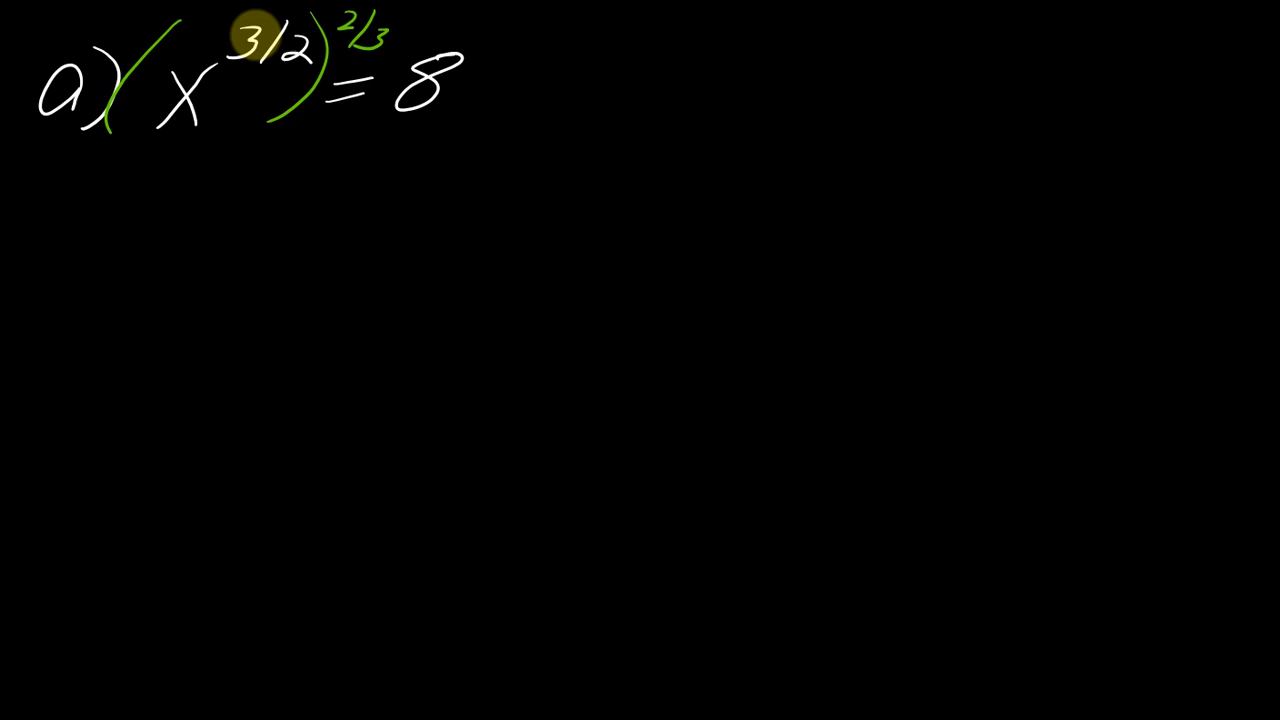 a) (x^{3/2})^{2/3} = 8